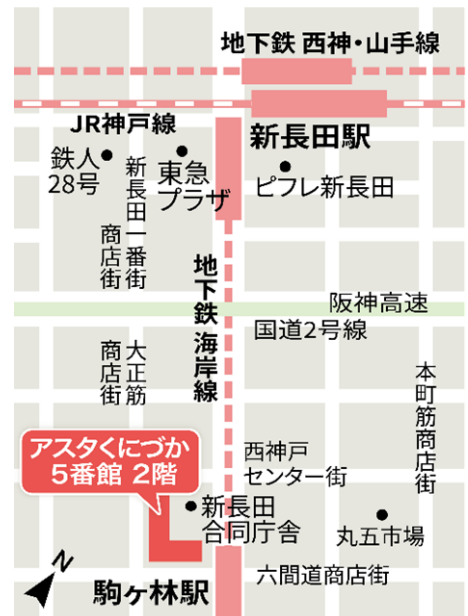 地下鉄 西神・山手線
JR神戸線
新長田駅
鉄人
28号
新長田一番街
商店街
東急
プラザ
ピフレ新長田
地下鉄 海岸線
阪神高速
国道2号線
大正筋
商店街
本町筋商店街
アスタくにづか
5番館 2階
西神戸
センター街
新長田
合同庁舎
丸五市場
六間道商店街
駒ヶ林駅
N